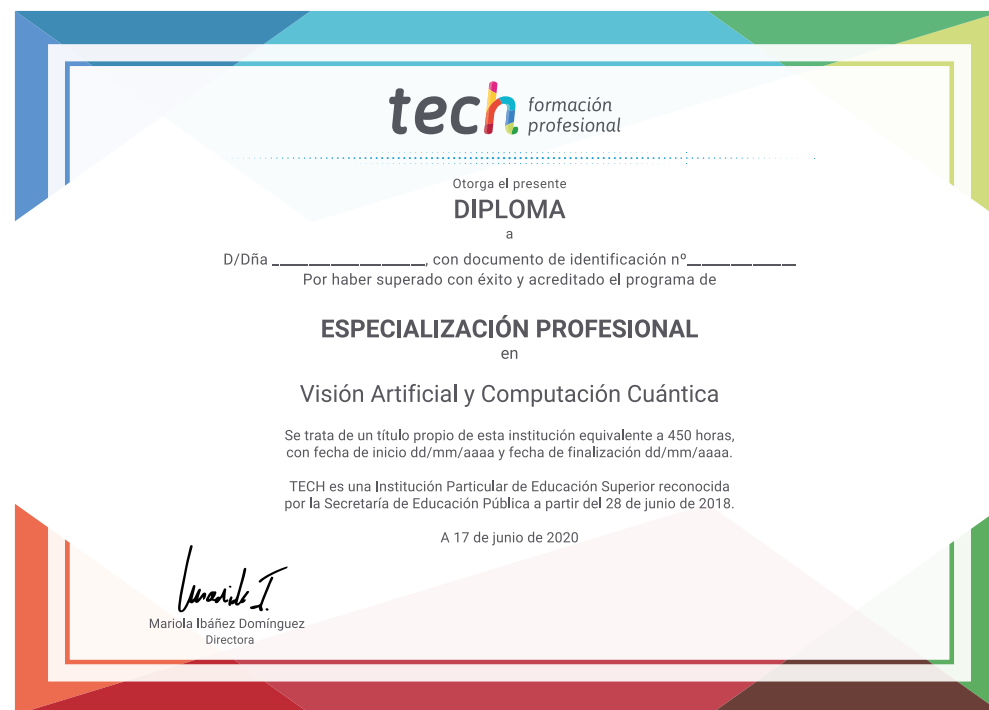 tech formación
profesional
Otorga el presente
DIPLOMA
a
D/Dña ____________________, con documento de identificación nº______________
Por haber superado con éxito y acreditado el programa de
ESPECIALIZACIÓN PROFESIONAL
en
Visión Artificial y Computación Cuántica
Se trata de un título propio de esta institución equivalente a 450 horas,
con fecha de inicio dd/mm/aaaa y fecha de finalización dd/mm/aaaa.
TECH es una Institución Particular de Educación Superior reconocida
por la Secretaría de Educación Pública a partir del 28 de junio de 2018.
A 17 de junio de 2020
Mariola I.
Mariola Ibáñez Domínguez
Directora